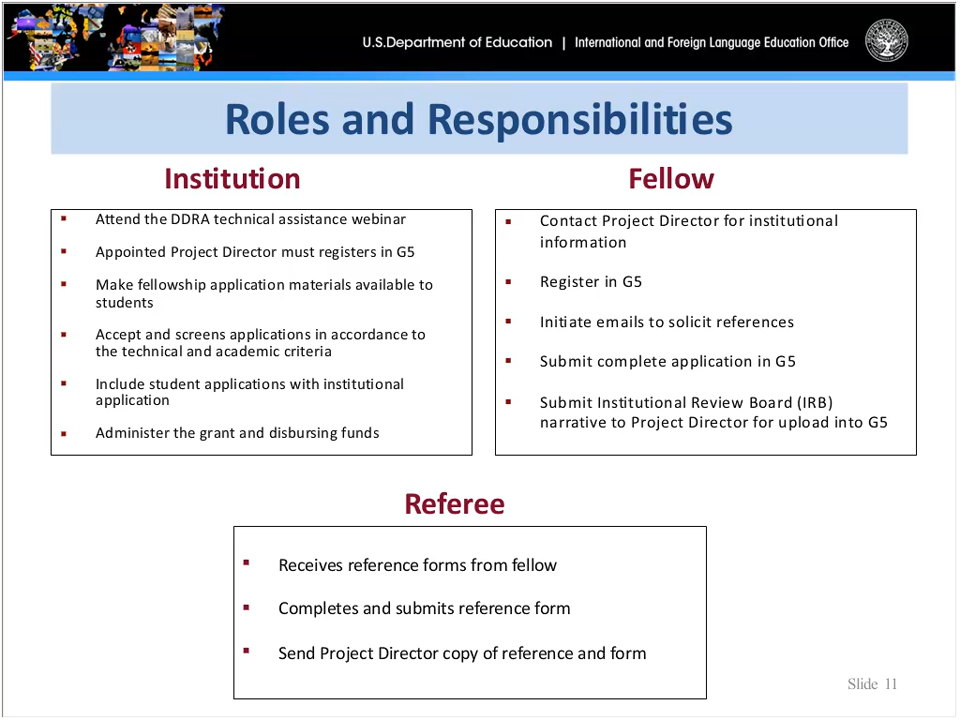 U.S.Department of Education | International and Foreign Language Education Office
Roles and Responsibilities
Institution
▪ Attend the DDRA technical assistance webinar
▪ Appointed Project Director must registers in G5
▪ Make fellowship application materials available to
students
▪ Accept and screens applications in accordance to
the technical and academic criteria
▪ Include student applications with institutional
application
▪ Administer the grant and disbursing funds
Fellow
▪ Contact Project Director for institutional
information
▪ Register in G5
▪ Initiate emails to solicit references
▪ Submit complete application in G5
▪ Submit Institutional Review Board (IRB)
narrative to Project Director for upload into G5
Referee
▪ Receives reference forms from fellow
▪ Completes and submits reference form
▪ Send Project Director copy of reference and form
Slide 11